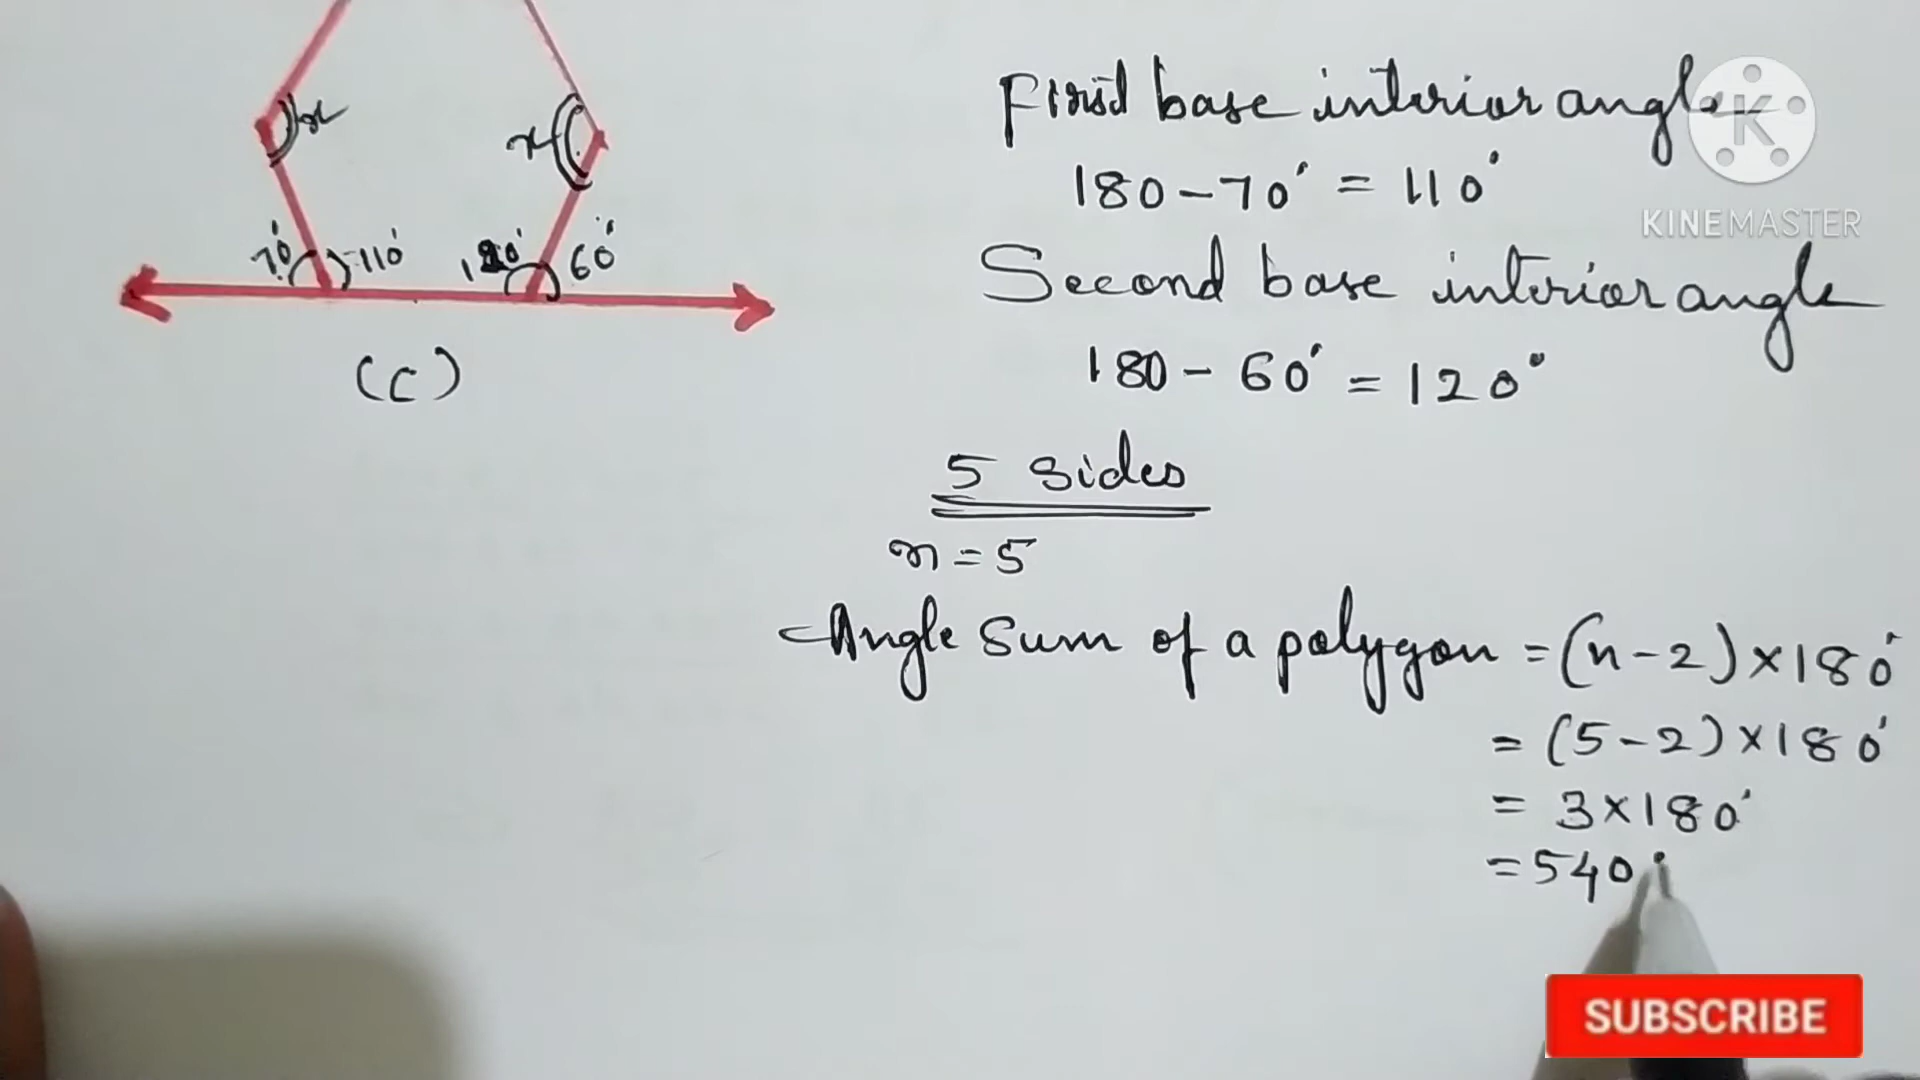 First base interior angle
180-70° = 110°
KINEMASTER
Second base interior angle
180 - 60° = 120°
x
x
70° 110° 120° 60°
(C)
5 sides
n = 5
Angle sum of a polygon = (n-2)×180°
= (5-2)×180°
= 3×180°
=540°
SUBSCRIBE